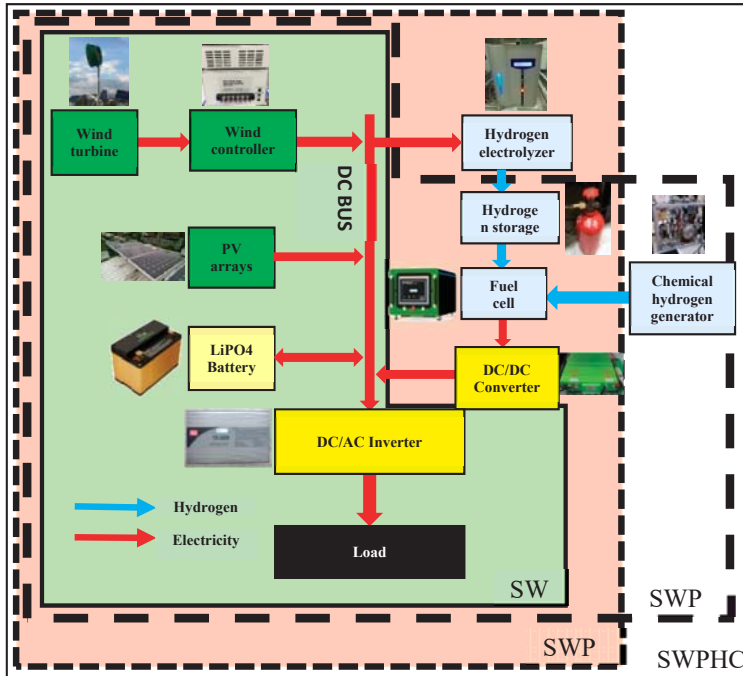 Wind
turbine
Wind
controller
Hydrogen
electrolyzer
DC BUS
Hydroge
n storage
PV
arrays
Fuel
cell
Chemical
hydrogen
generator
LiPO4
Battery
DC/DC
Converter
DC/AC Inverter
Hydrogen
Electricity
Load
SW
SWP
SWP
SWPHC